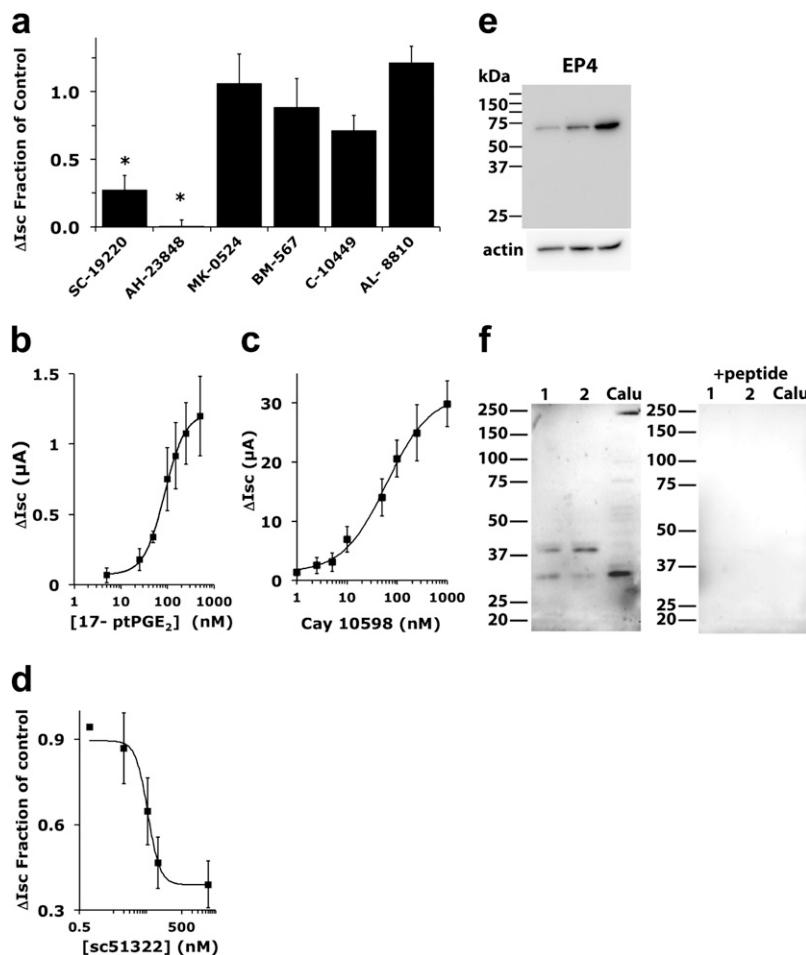 a
ΔIsc Fraction of Control
1.0
0.5
0.0
*
*
SC-19220
AH-23848
MK-0524
BM-567
C-10449
AL- 8810
b
ΔIsc (µA)
1.5
1
0.5
0
1 10 100 1000
[17- ptPGE₂] (nM)
c
ΔIsc (µA)
30
20
10
0
1 10 100 1000
Cay 10598 (nM)
d
ΔIsc Fraction of control
0.9
0.6
0.3
0.5 500
[sc51322] (nM)
e
EP4
kDa
150
75
50
37
25
actin
f
1 2 Calu
250
150
100
75
50
37
25
20
+peptide
1 2 Calu
250
150
100
75
50
37
25
20